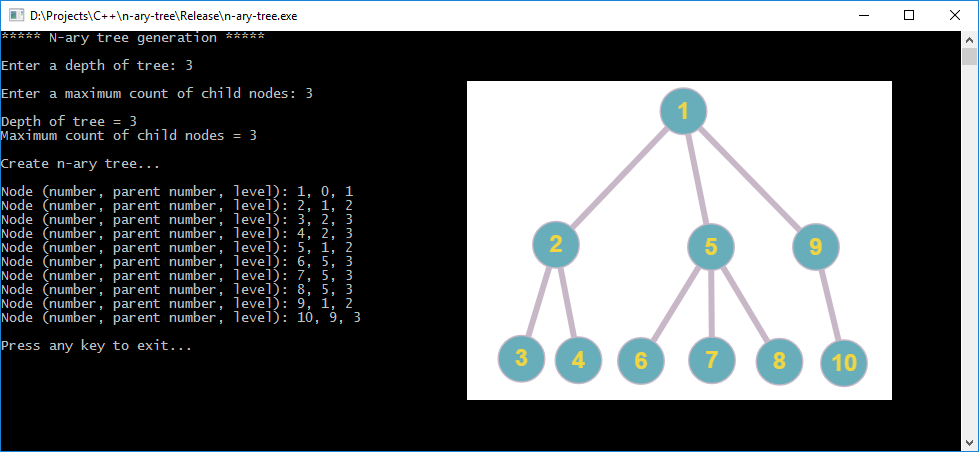 D:\Projects\C++\n-ary-tree\Release\n-ary-tree.exe
***** N-ary tree generation *****
Enter a depth of tree: 3
Enter a maximum count of child nodes: 3
Depth of tree = 3
Maximum count of child nodes = 3
Create n-ary tree...
Node (number, parent number, level): 1, 0, 1
Node (number, parent number, level): 2, 1, 2
Node (number, parent number, level): 3, 2, 3
Node (number, parent number, level): 4, 2, 3
Node (number, parent number, level): 5, 1, 2
Node (number, parent number, level): 6, 5, 3
Node (number, parent number, level): 7, 5, 3
Node (number, parent number, level): 8, 5, 3
Node (number, parent number, level): 9, 1, 2
Node (number, parent number, level): 10, 9, 3
Press any key to exit...
1
2 5 9
3 4 6 7 8 10